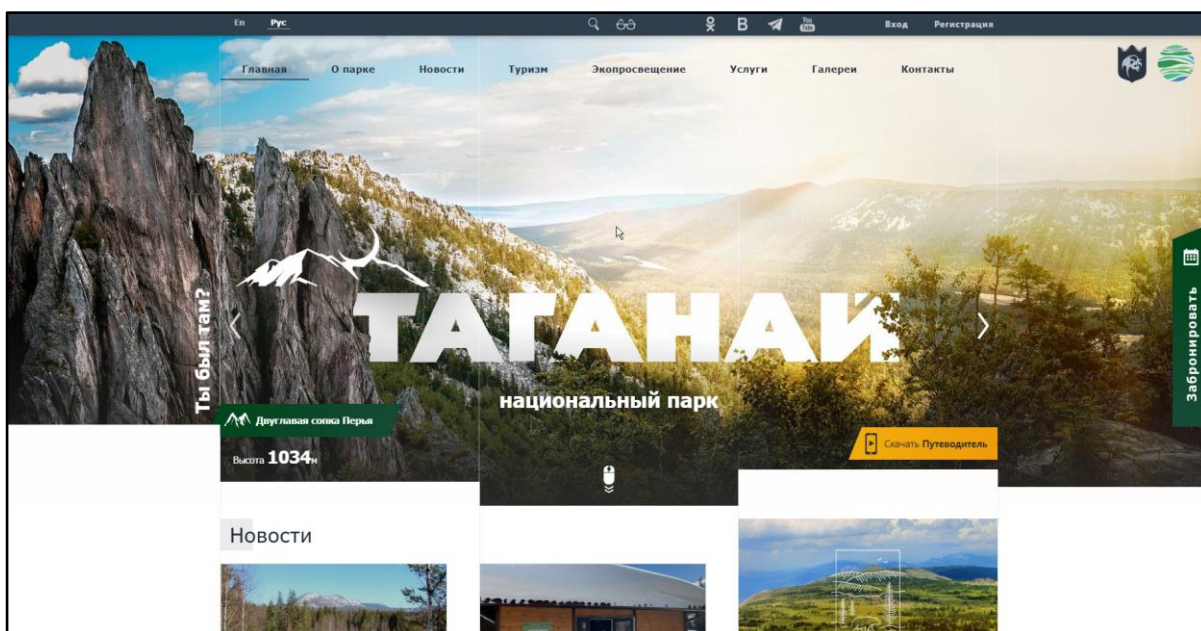 En Рус
Вход Регистрация
Главная О парке Новости Туризм Экопросвещение Услуги Галереи Контакты
Ты был там?
ТАГАНАЙ
национальный парк
Забронировать
Двуглавая сопка Перья
Высота 1034м
Скачать Путеводитель
Новости